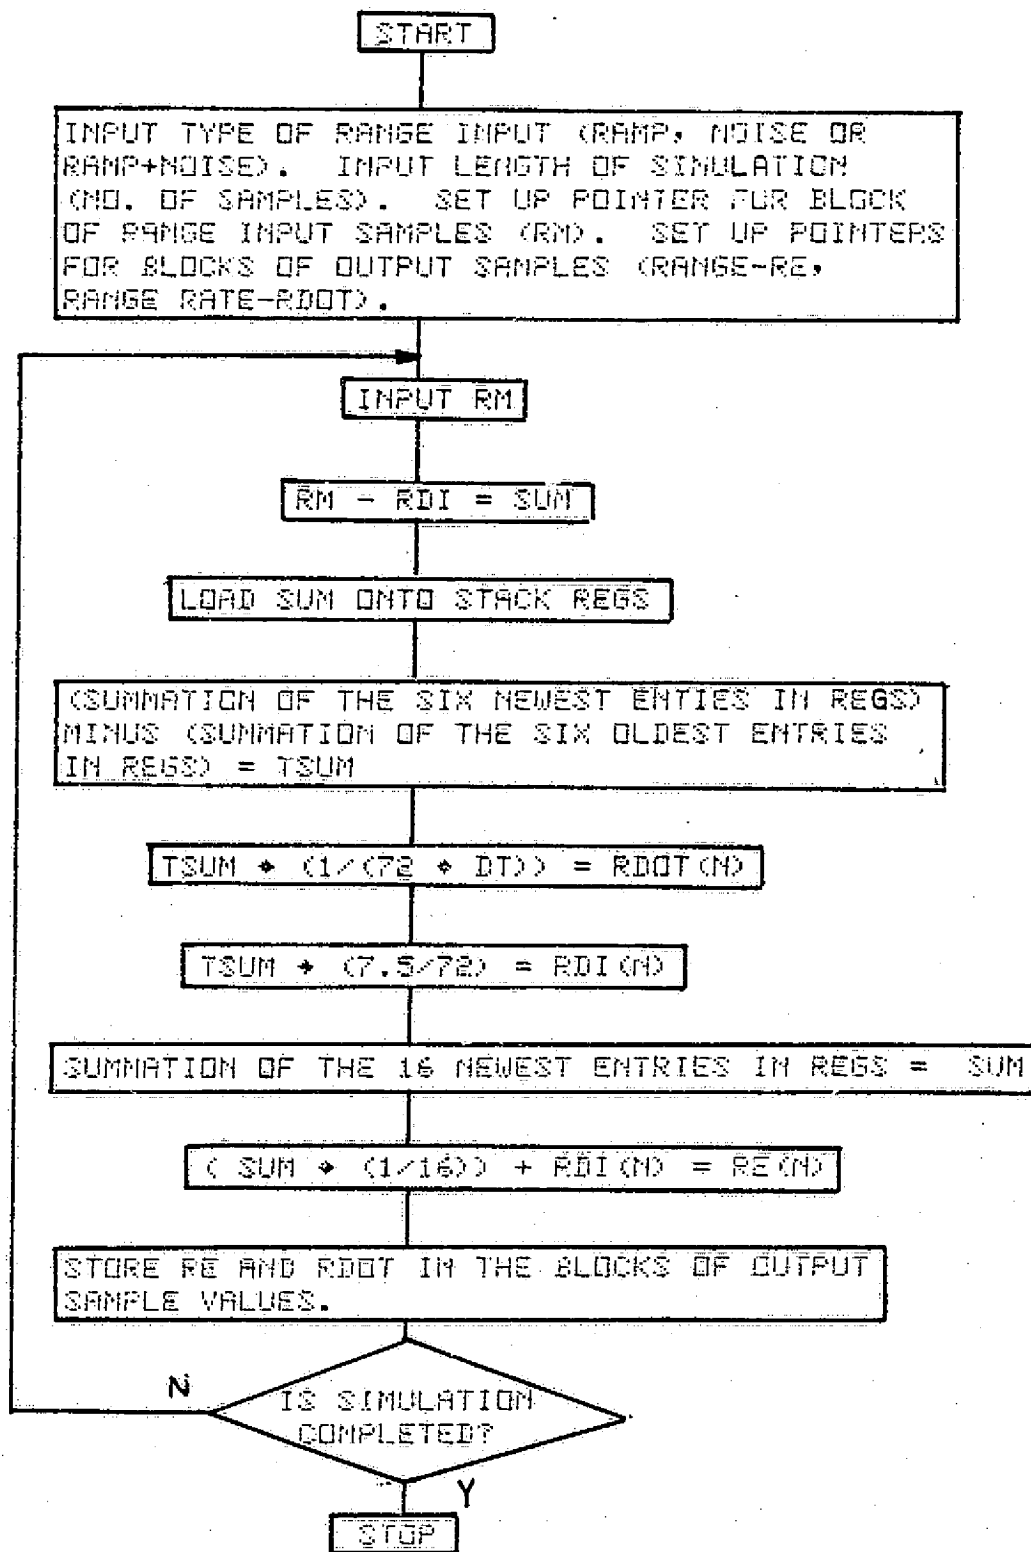 START
INPUT TYPE OF RANGE INPUT (RAMP, NOISE OR
RAMP+NOISE). INPUT LENGTH OF SIMULATION
(NO. OF SAMPLES). SET UP POINTER FOR BLOCK
OF RANGE INPUT SAMPLES (RM). SET UP POINTERS
FOR BLOCKS OF OUTPUT SAMPLES (RANGE-RE,
RANGE RATE-RDOT).
INPUT RM
RM - RDI = SUM
LOAD SUM ONTO STACK REGS
(SUMMATION OF THE SIX NEWEST ENTIES IN REGS)
MINUS (SUMMATION OF THE SIX OLDEST ENTRIES
IN REGS) = TSUM
TSUM * (1/(72 * DT)) = RDOT(N)
TSUM * (7.5/72) = RDI(N)
SUMMATION OF THE 16 NEWEST ENTRIES IN REGS = SUM
( SUM * (1/16)) + RDI(N) = RE(N)
STORE RE AND RDOT IN THE BLOCKS OF OUTPUT
SAMPLE VALUES.
N
IS SIMULATION
COMPLETED?
Y
STOP